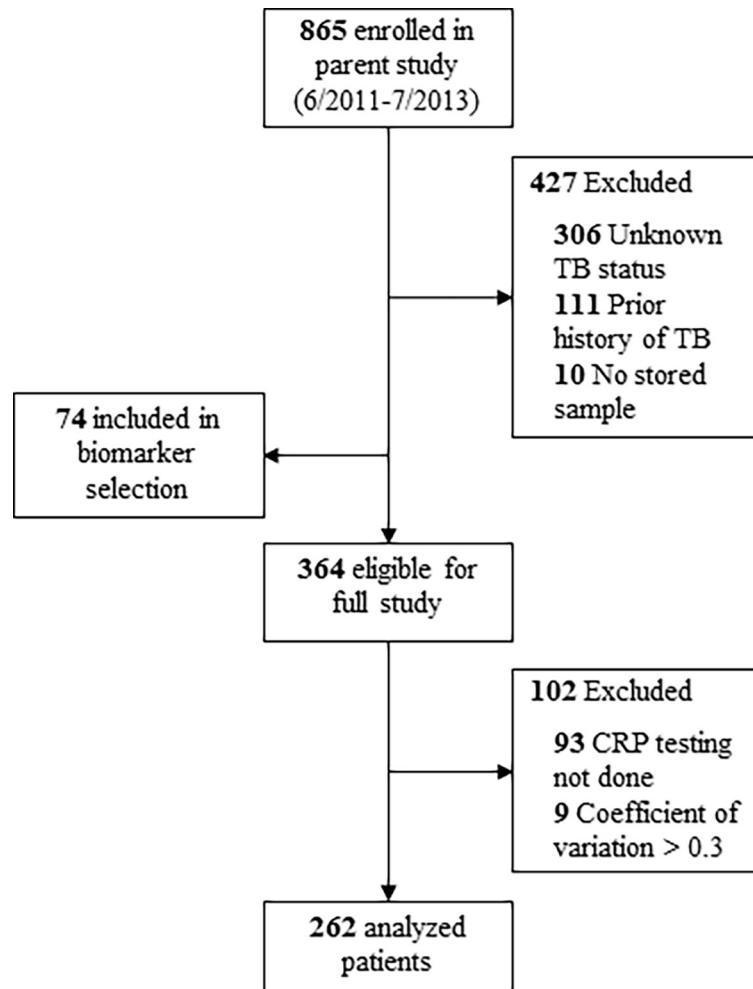 865 enrolled in
parent study
(6/2011-7/2013)
427 Excluded
306 Unknown
TB status
111 Prior
history of TB
10 No stored
sample
74 included in
biomarker
selection
364 eligible for
full study
102 Excluded
93 CRP testing
not done
9 Coefficient of
variation > 0.3
262 analyzed
patients